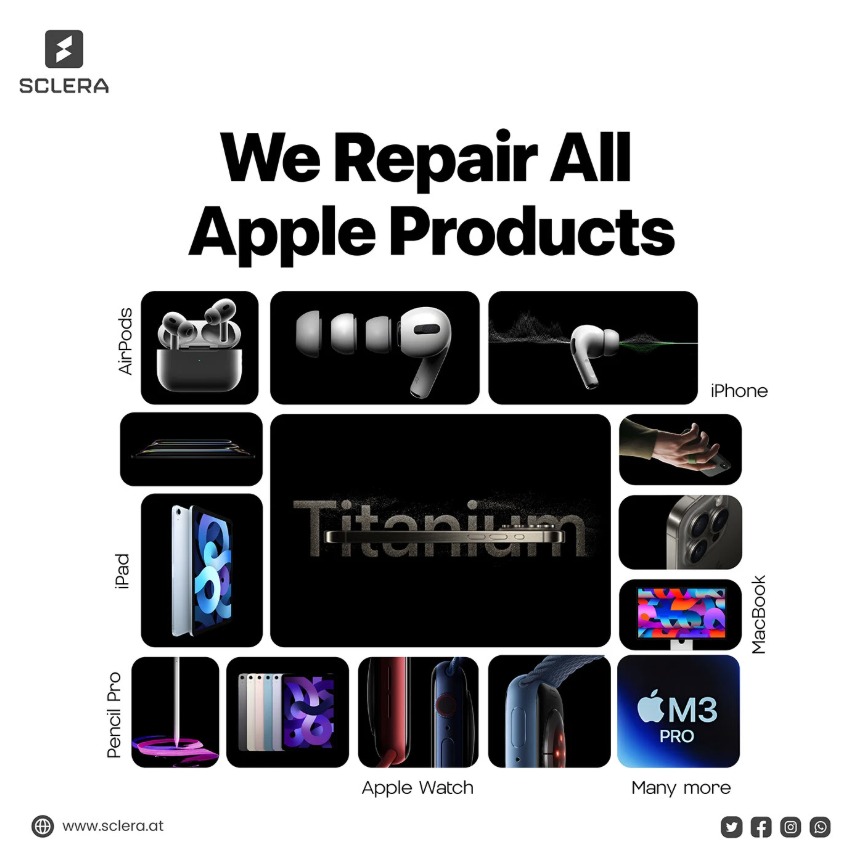 SCLERA
We Repair All
Apple Products
AirPods
iPhone
Titanium
iPad
MacBook
Pencil Pro
M3
PRO
Apple Watch
Many more
www.sclera.at